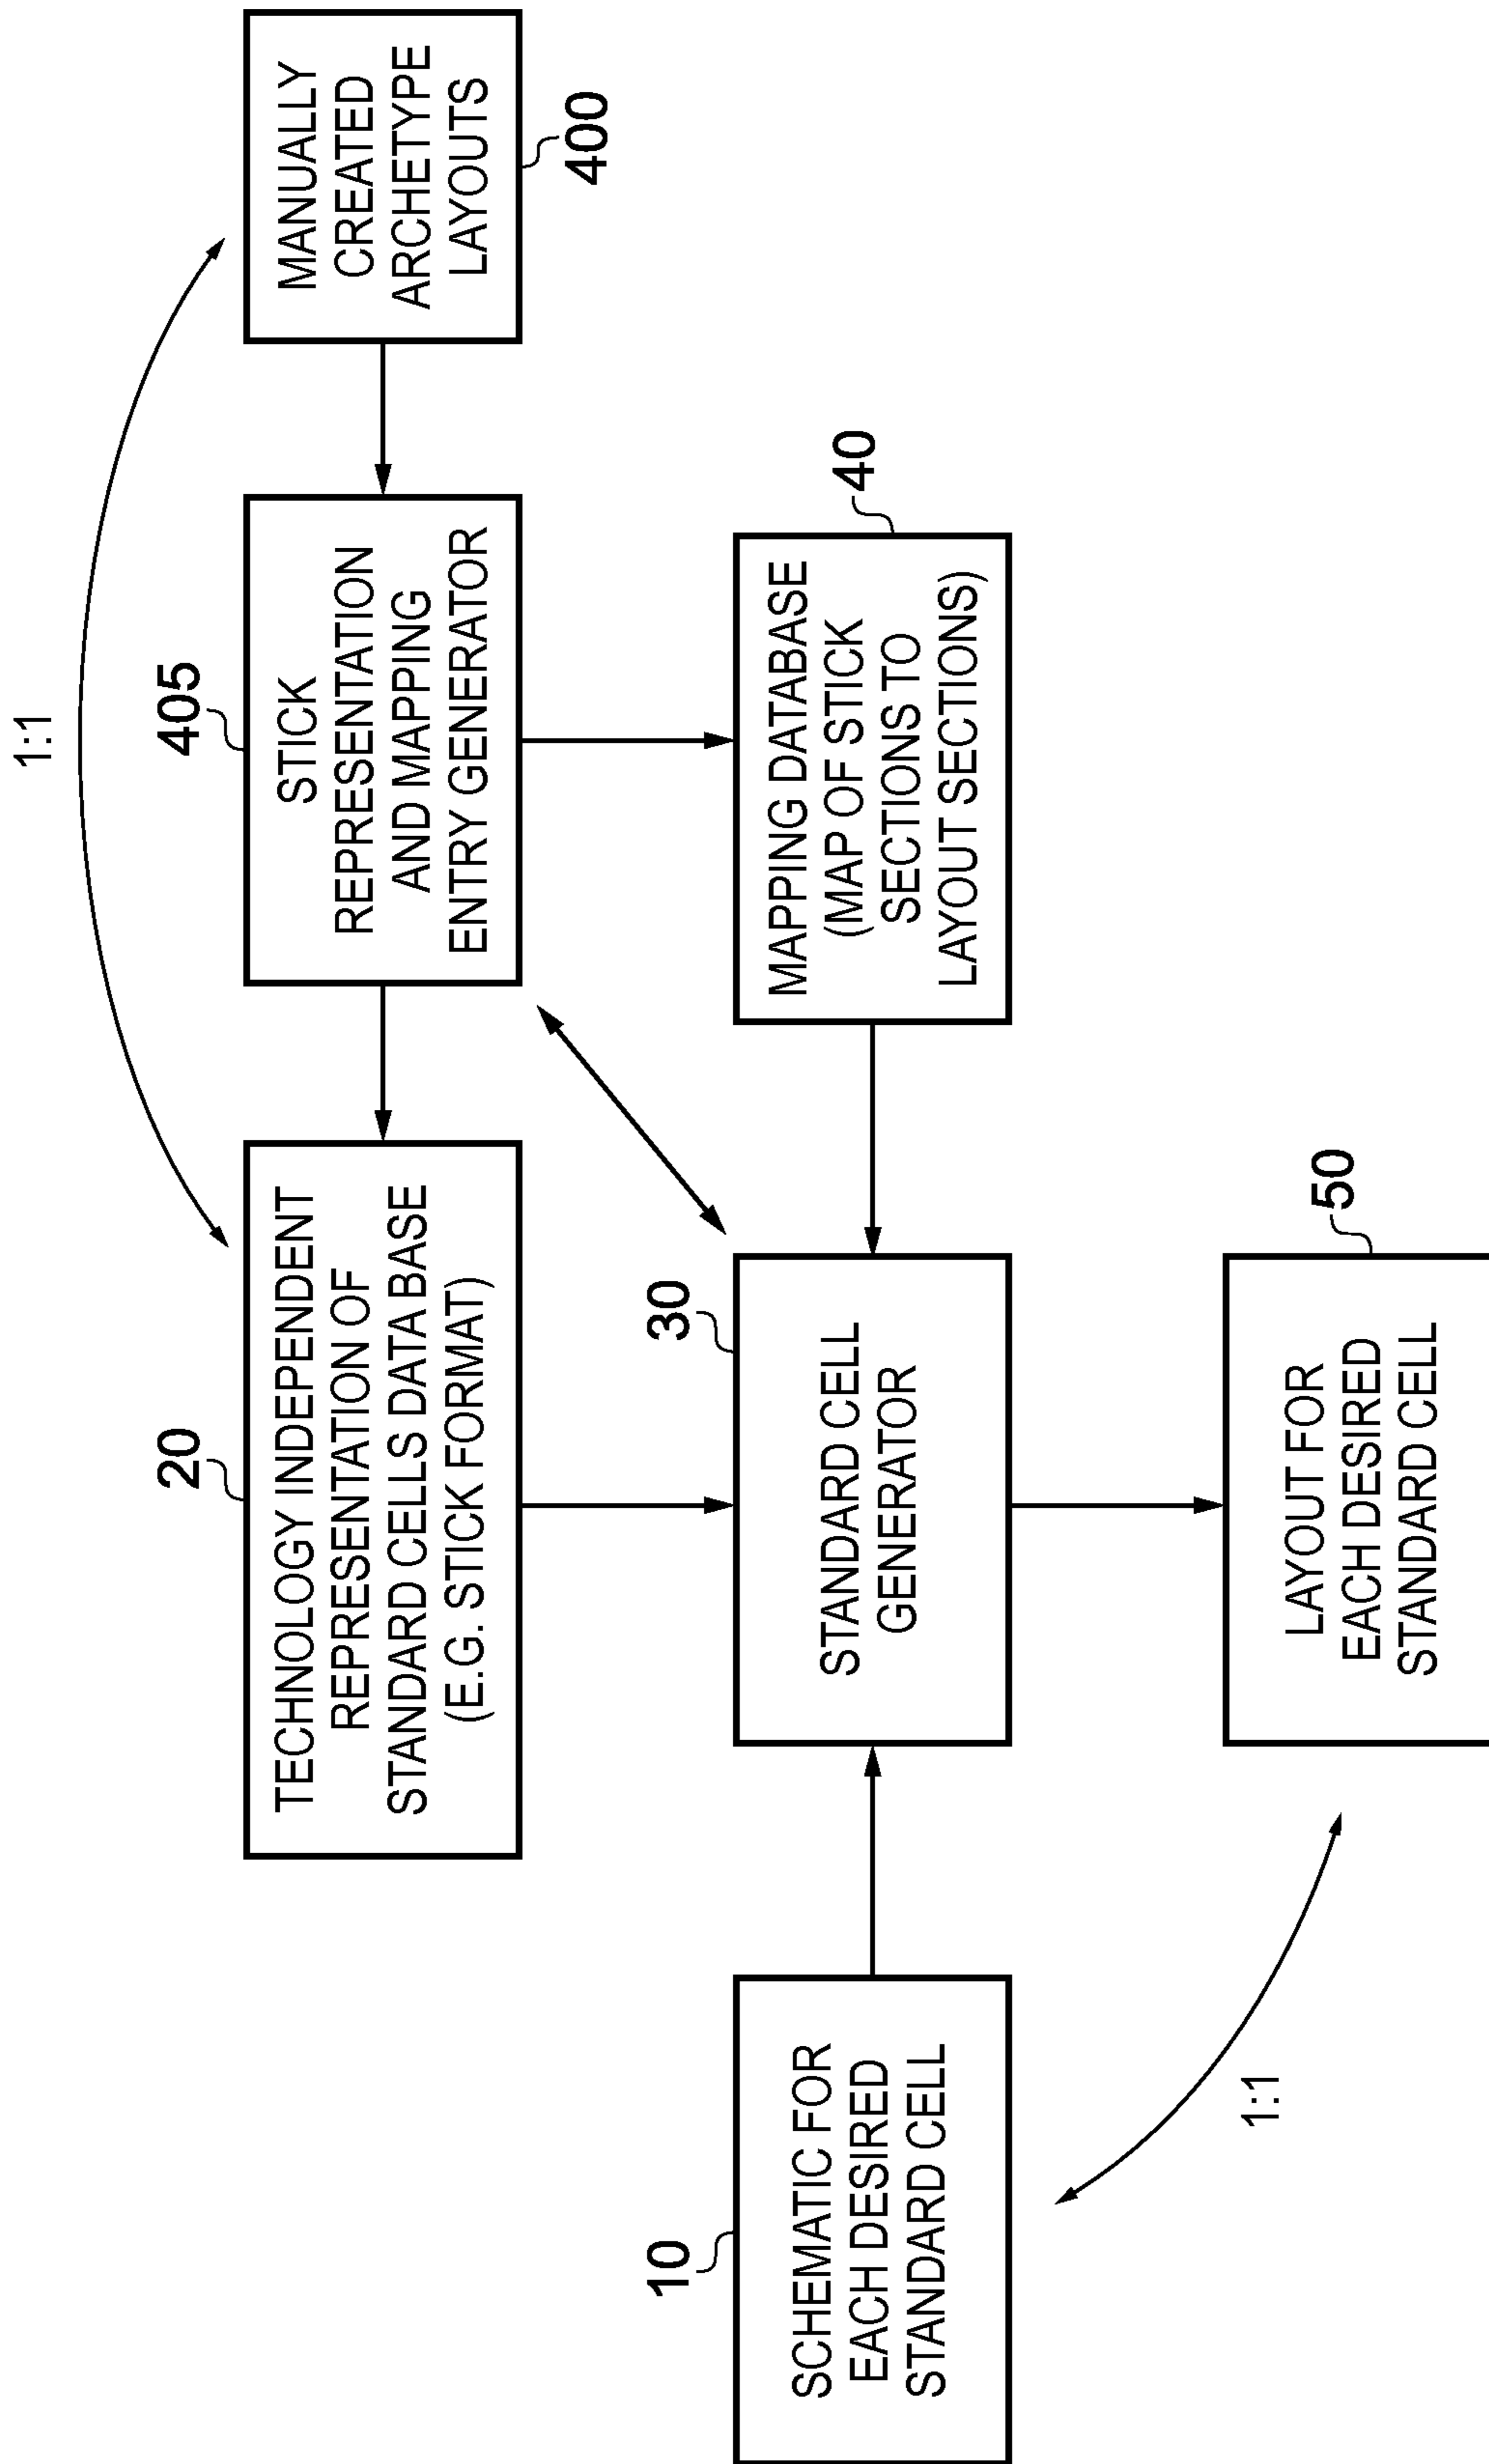 1:1
20
TECHNOLOGY INDEPENDENT
REPRESENTATION OF
STANDARD CELLS DATA BASE
(E.G. STICK FORMAT)
405
STICK
REPRESENTATION
AND MAPPING
ENTRY GENERATOR
MANUALLY
CREATED
ARCHETYPE
LAYOUTS
400
10
SCHEMATIC FOR
EACH DESIRED
STANDARD CELL
30
STANDARD CELL
GENERATOR
40
MAPPING DATABASE
(MAP OF STICK
SECTIONS TO
LAYOUT SECTIONS)
1:1
50
LAYOUT FOR
EACH DESIRED
STANDARD CELL